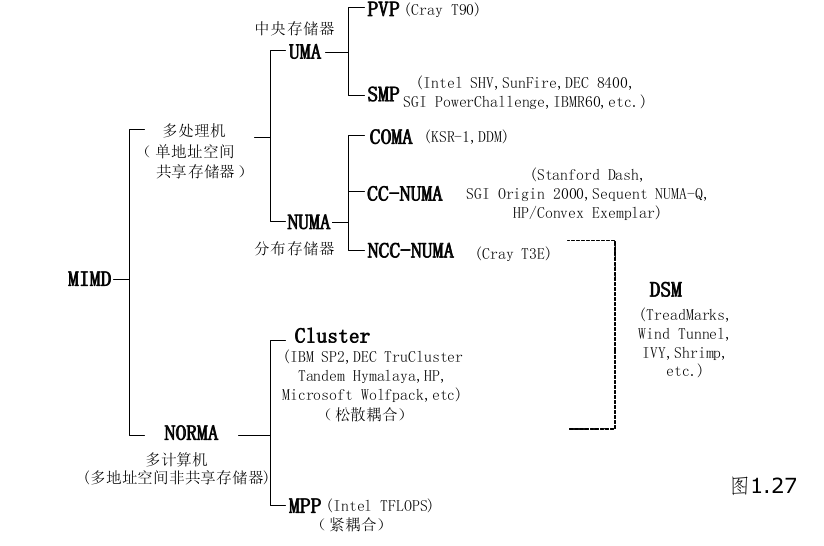 PVP (Cray T90)
中央存储器
UMA
SMP (Intel SHV,SunFire,DEC 8400,
SGI PowerChallenge,IBMR60,etc.)
多处理机
(单地址空间
共享存储器)
COMA (KSR-1,DDM)
CC-NUMA (Stanford Dash,
SGI Origin 2000,Sequent NUMA-Q,
HP/Convex Exemplar)
NUMA
分布存储器
NCC-NUMA (Cray T3E)
MIMD
DSM
(TreadMarks,
Wind Tunnel,
IVY,Shrimp,
etc.)
Cluster
(IBM SP2,DEC TruCluster
Tandem Hymalaya,HP,
Microsoft Wolfpack,etc)
(松散耦合)
NORMA
多计算机
(多地址空间非共享存储器)
MPP (Intel TFLOPS)
(紧耦合)
图1.27